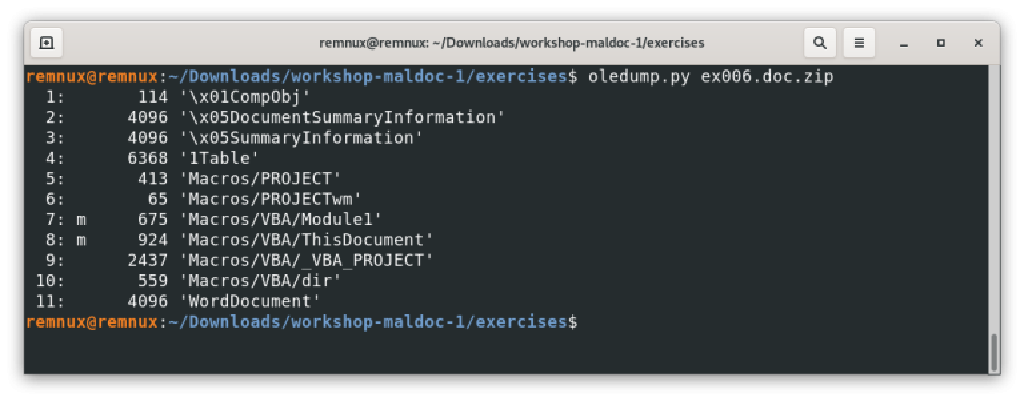 remnux@remnux: ~/Downloads/workshop-maldoc-1/exercises
remnux@remnux:~/Downloads/workshop-maldoc-1/exercises$ oledump.py ex006.doc.zip
  1:       114 '\x01CompObj'
  2:      4096 '\x05DocumentSummaryInformation'
  3:      4096 '\x05SummaryInformation'
  4:      6368 '1Table'
  5:       413 'Macros/PROJECT'
  6:        65 'Macros/PROJECTwm'
  7: m     675 'Macros/VBA/Module1'
  8: m     924 'Macros/VBA/ThisDocument'
  9:      2437 'Macros/VBA/_VBA_PROJECT'
 10:       559 'Macros/VBA/dir'
 11:      4096 'WordDocument'
remnux@remnux:~/Downloads/workshop-maldoc-1/exercises$